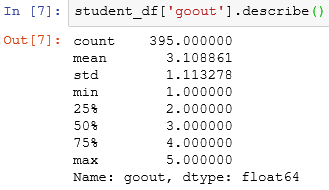 In [7]: student_df['goout'].describe()
Out[7]: count    395.000000
mean       3.108861
std        1.113278
min        1.000000
25%        2.000000
50%        3.000000
75%        4.000000
max        5.000000
Name: goout, dtype: float64